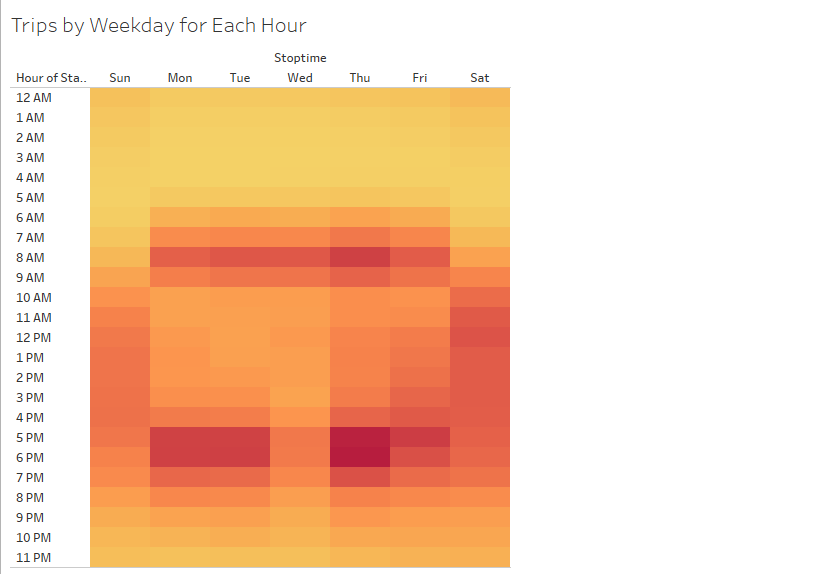 Trips by Weekday for Each Hour
Stoptime
Hour of Sta.. Sun Mon Tue Wed Thu Fri Sat
12 AM
1 AM
2 AM
3 AM
4 AM
5 AM
6 AM
7 AM
8 AM
9 AM
10 AM
11 AM
12 PM
1 PM
2 PM
3 PM
4 PM
5 PM
6 PM
7 PM
8 PM
9 PM
10 PM
11 PM